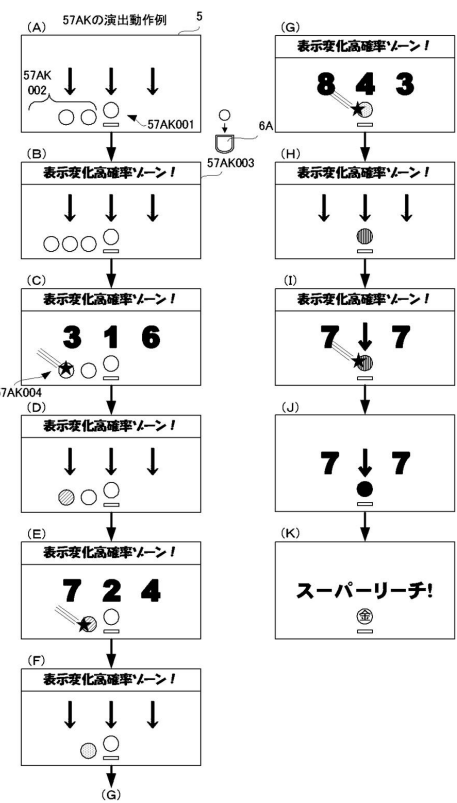 57AKの演出動作例
5
(A)
57AK
002
57AK001
6A
(B)
57AK003
表示変化高確率ゾーン!
(C)
表示変化高確率ゾーン!
3 1 6
57AK004
(D)
表示変化高確率ゾーン!
(E)
表示変化高確率ゾーン!
7 2 4
(F)
表示変化高確率ゾーン!
(G)
(G)
表示変化高確率ゾーン!
8 4 3
(H)
表示変化高確率ゾーン!
(I)
表示変化高確率ゾーン!
7 7
(J)
7 7
(K)
スーパーリーチ!
金